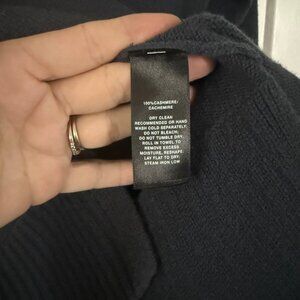 100%CASHMERE/
CACHEMIRE
DRY CLEAN
RECOMMENDED OR HAND
WASH COLD SEPARATELY;
DO NOT BLEACH;
DO NOT TUMBLE DRY.
ROLL IN TOWEL TO
REMOVE EXCESS
MOISTURE, RESHAPE;
LAY FLAT TO DRY;
STEAM IRON LOW